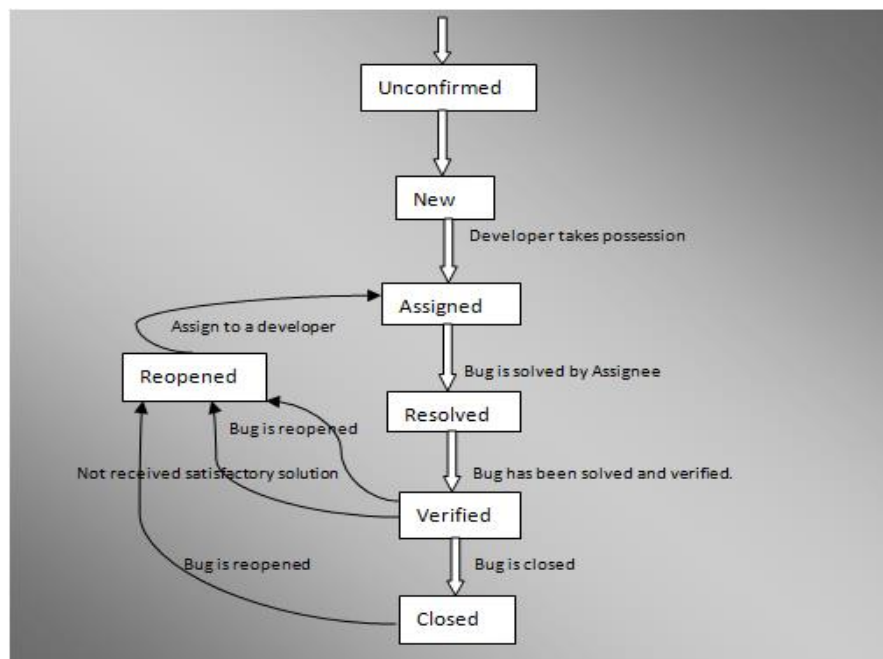 Unconfirmed
New
Developer takes possession
Assigned
Assign to a developer
Reopened
Bug is solved by Assignee
Resolved
Bug is reopened
Not received satisfactory solution
Bug has been solved and verified.
Verified
Bug is reopened
Bug is closed
Closed